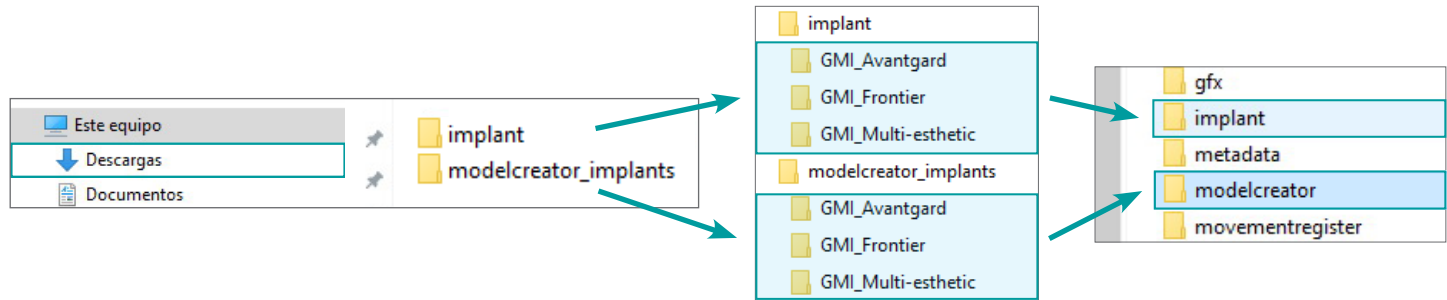 Este equipo
Descargas
Documentos
implant
modelcreator_implants
implant
GMI_Avantgard
GMI_Frontier
GMI_Multi-esthetic
modelcreator_implants
GMI_Avantgard
GMI_Frontier
GMI_Multi-esthetic
gfx
implant
metadata
modelcreator
movementregister